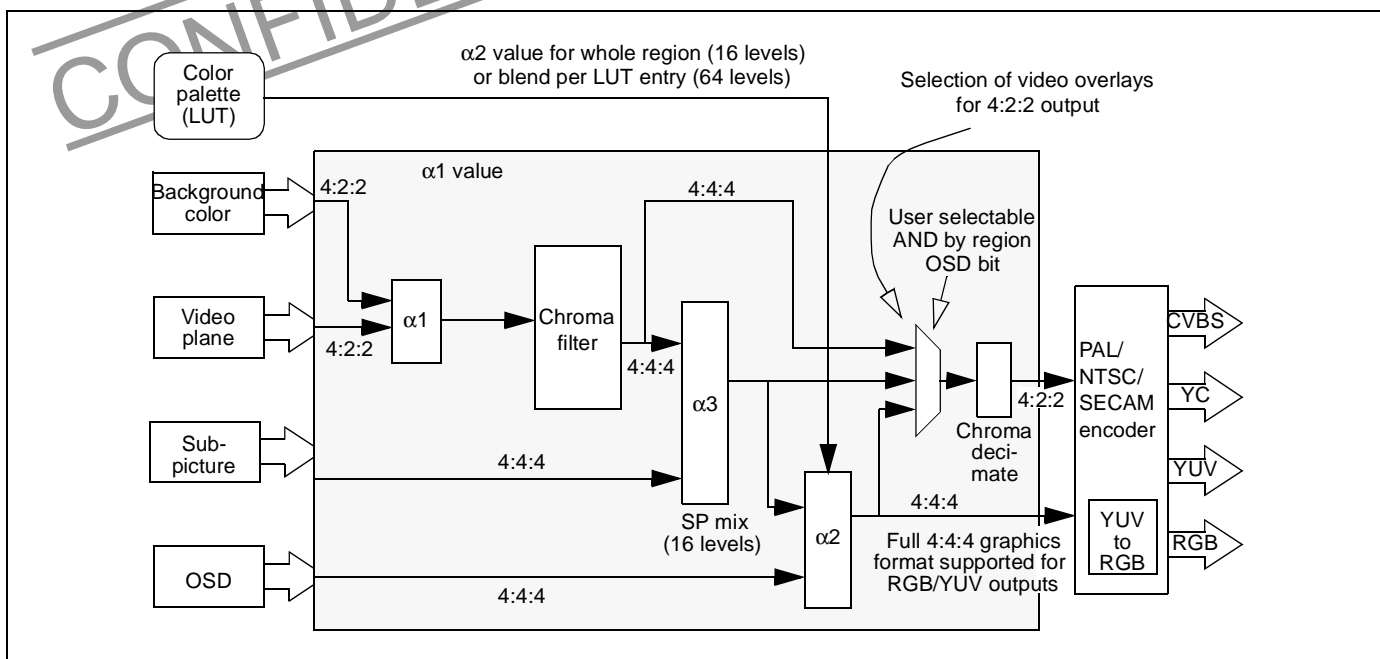 CONFIDE
α2 value for whole region (16 levels)
or blend per LUT entry (64 levels)
Color
palette
(LUT)
Selection of video overlays
for 4:2:2 output
α1 value
Background
color
4:2:2
4:4:4
User selectable
AND by region
OSD bit
Video
plane
4:2:2
α1
Chroma
filter
4:4:4
α3
PAL/
NTSC/
SECAM
encoder
CVBS
YC
YUV
RGB
4:2:2
Chroma
deci-
mate
Sub-
picture
4:4:4
SP mix
(16 levels)
α2
4:4:4
Full 4:4:4 graphics
format supported for
RGB/YUV outputs
YUV
to
RGB
OSD
4:4:4